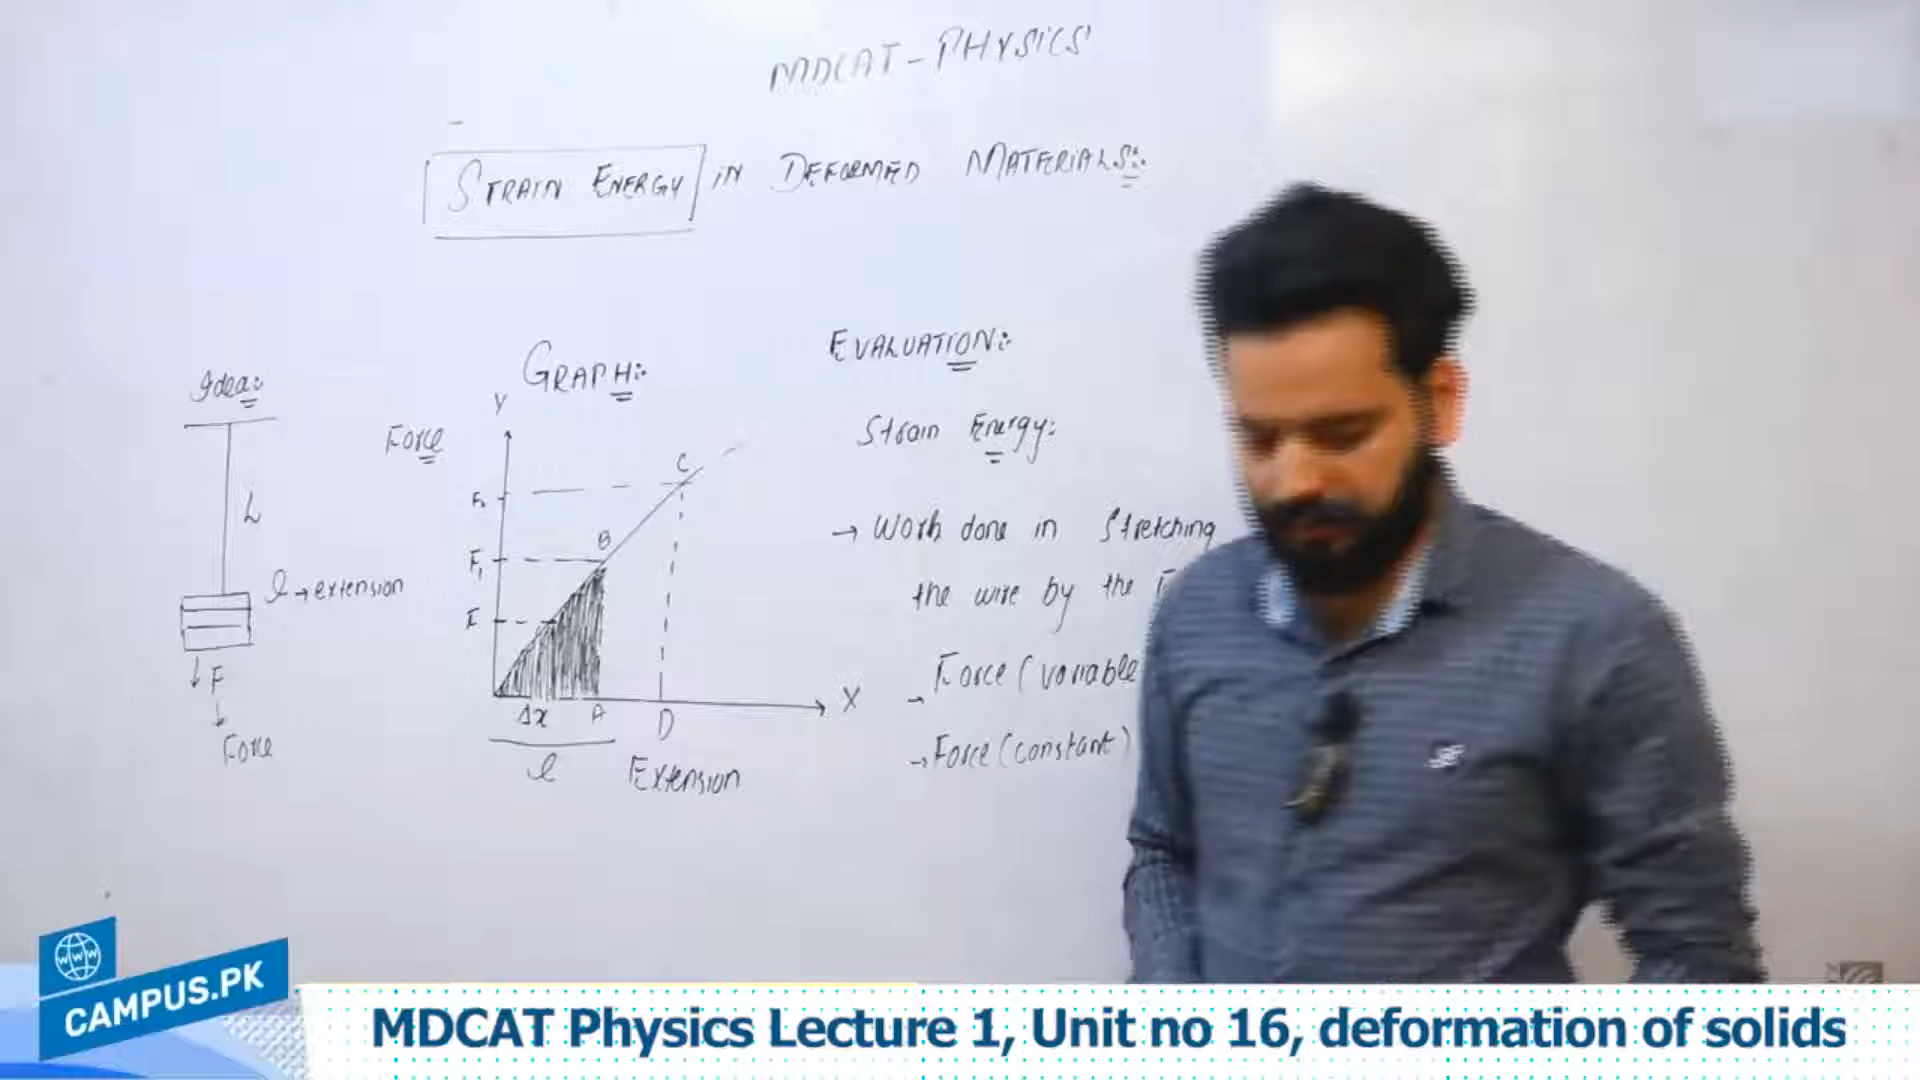 MDCAT - PHYSICS
STRAIN ENERGY IN DEFORMED MATERIALS:
Idea:
L
l → extension
F
Force
GRAPH:
Y
Force
C
B
F₁
A
Δx
D
X
l
Extension
EVALUATION:
Strain Energy:
→ Work done in Stretching
the wire by the
→ Force (variable
→ Force (constant)
WWW
CAMPUS.PK
MDCAT Physics Lecture 1, Unit no 16, deformation of solids